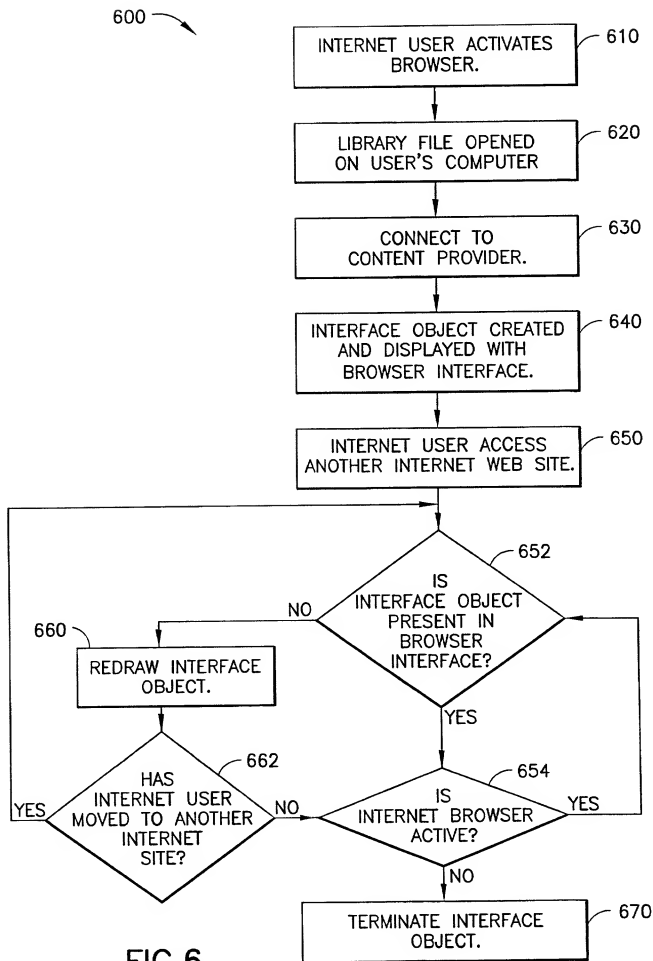 600
INTERNET USER ACTIVATES
BROWSER.
610
LIBRARY FILE OPENED
ON USER'S COMPUTER
620
CONNECT TO
CONTENT PROVIDER.
630
INTERFACE OBJECT CREATED
AND DISPLAYED WITH
BROWSER INTERFACE.
640
INTERNET USER ACCESS
ANOTHER INTERNET WEB SITE.
650
IS
INTERFACE OBJECT
PRESENT IN
BROWSER
INTERFACE?
652
NO
YES
660
REDRAW INTERFACE
OBJECT.
HAS
INTERNET USER
MOVED TO ANOTHER
INTERNET
SITE?
662
YES
NO
IS
INTERNET BROWSER
ACTIVE?
654
YES
NO
TERMINATE INTERFACE
OBJECT.
670
FIG.6